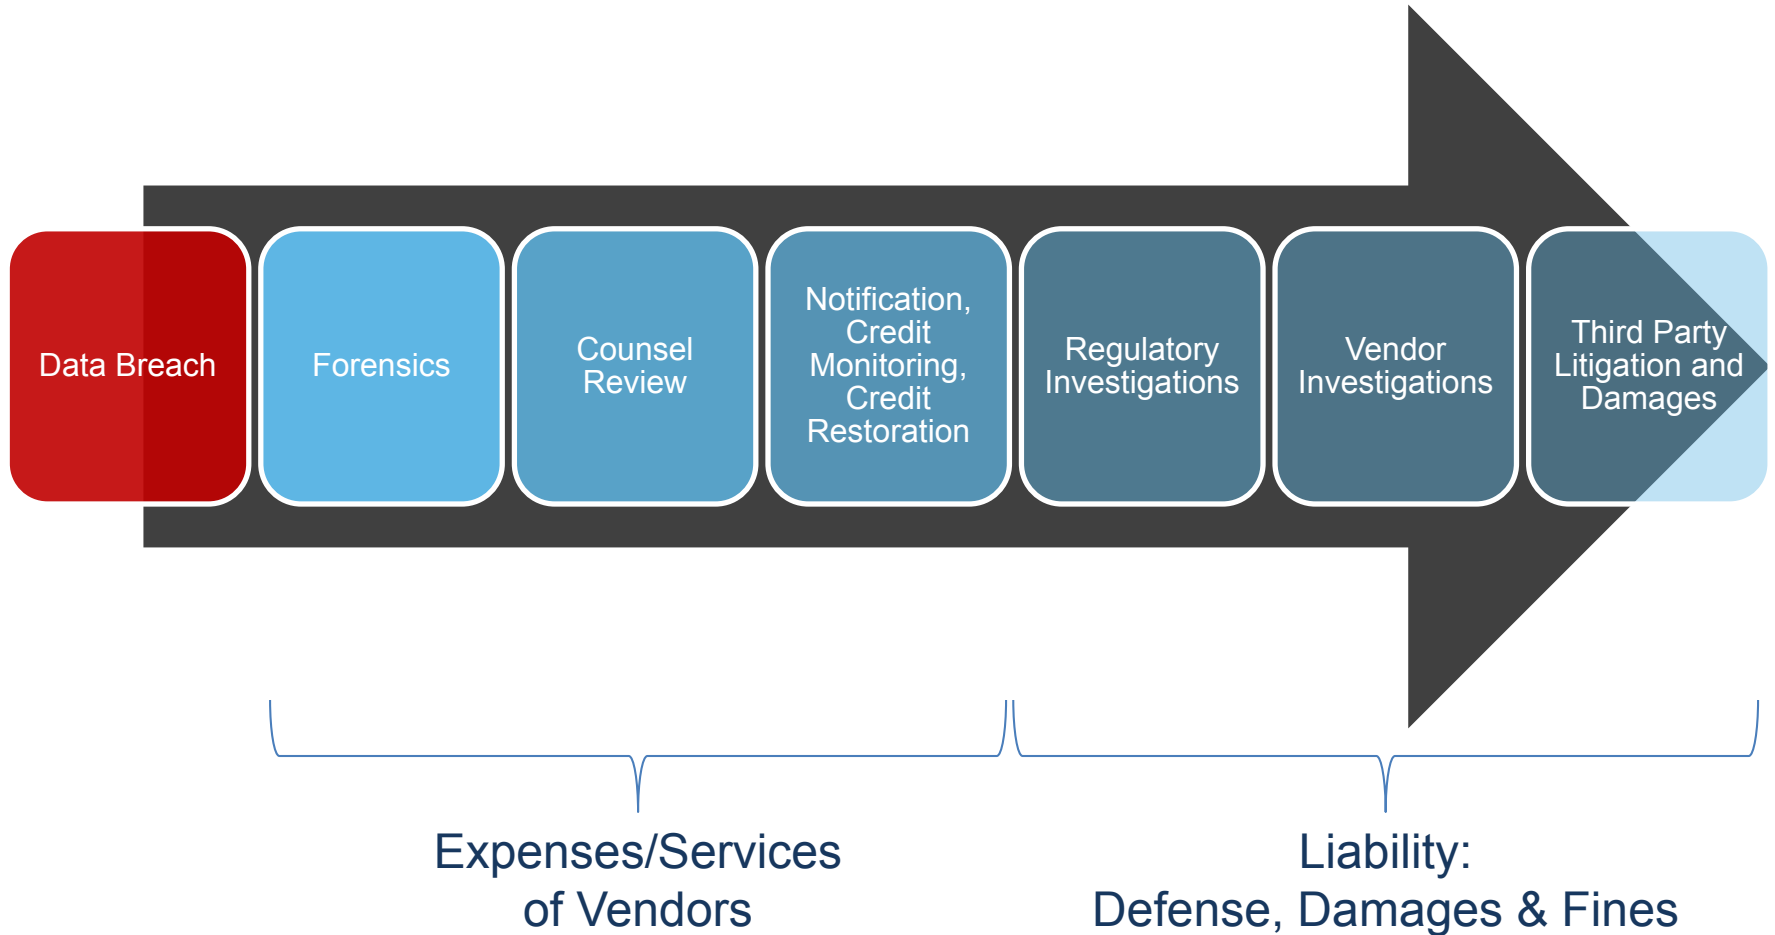 Data Breach
Forensics
Counsel
Review
Notification,
Credit
Monitoring,
Credit
Restoration
Regulatory
Investigations
Vendor
Investigations
Third Party
Litigation and
Damages
Expenses/Services
of Vendors
Liability:
Defense, Damages & Fines